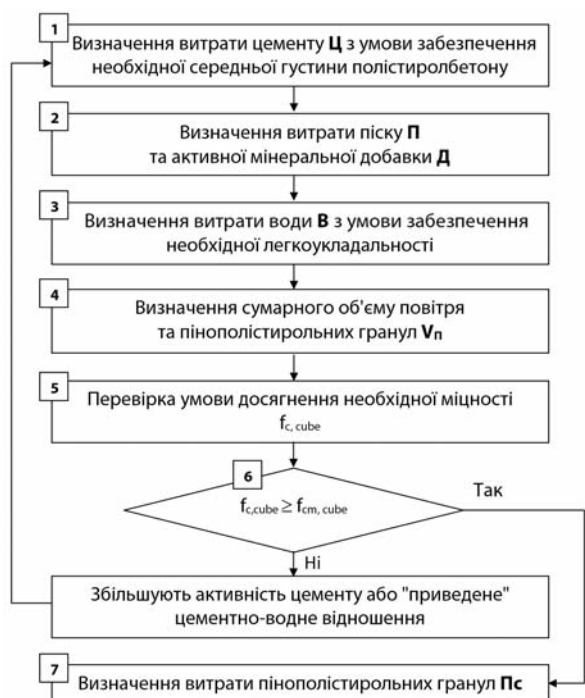 1
Визначення витрати цементу Ц з умови забезпечення
необхідної середньої густини полістиролбетону
2
Визначення витрати піску П
та активної мінеральної добавки Д
3
Визначення витрати води В з умови забезпечення
необхідної легкоукладальності
4
Визначення сумарного об'єму повітря
та пінополістирольних гранул Vп
5
Перевірка умови досягнення необхідної міцності
fc, cube
6
Так
fc,cube ≥ fcm, cube
Ні
Збільшують активність цементу або "приведене"
цементно-водне відношення
7
Визначення витрати пінополістирольних гранул Пс